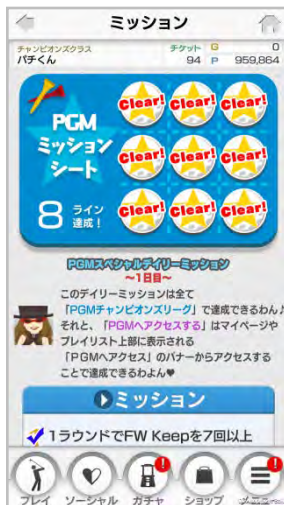 ミッション
チャンピオンズクラス
チケット G 0
パチくん 94 P 959,864
PGM
ミッション
シート
8 ライン
達成！
Clear! Clear! Clear!
Clear! Clear! Clear!
Clear! Clear! Clear!
PGMスペシャルデイリーミッション
〜1日目〜
このデイリーミッションは全て
「PGMチャンピオンズリーグ」で達成できるわん♪
それと、「PGMへアクセスする」はマイページや
プレイリスト上部に表示される
「PGMへアクセス」のバナーからアクセスする
ことで達成できるわよん♥
ミッション
1ラウンドでFW Keepを7回以上
プレイ ソーシャル ガチャ ショップ メニュー